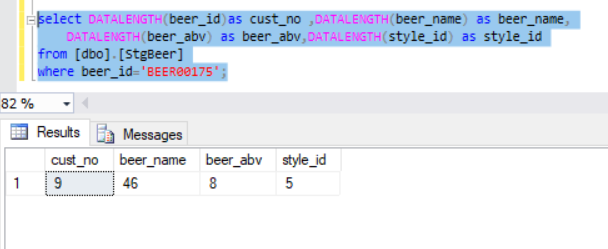 select DATALENGTH(beer_id)as cust_no ,DATALENGTH(beer_name) as beer_name,
DATALENGTH(beer_abv) as beer_abv,DATALENGTH(style_id) as style_id
from [dbo].[StgBeer]
where beer_id='BEER00175';
82 %
Results Messages
cust_no beer_name beer_abv style_id
1 9 46 8 5